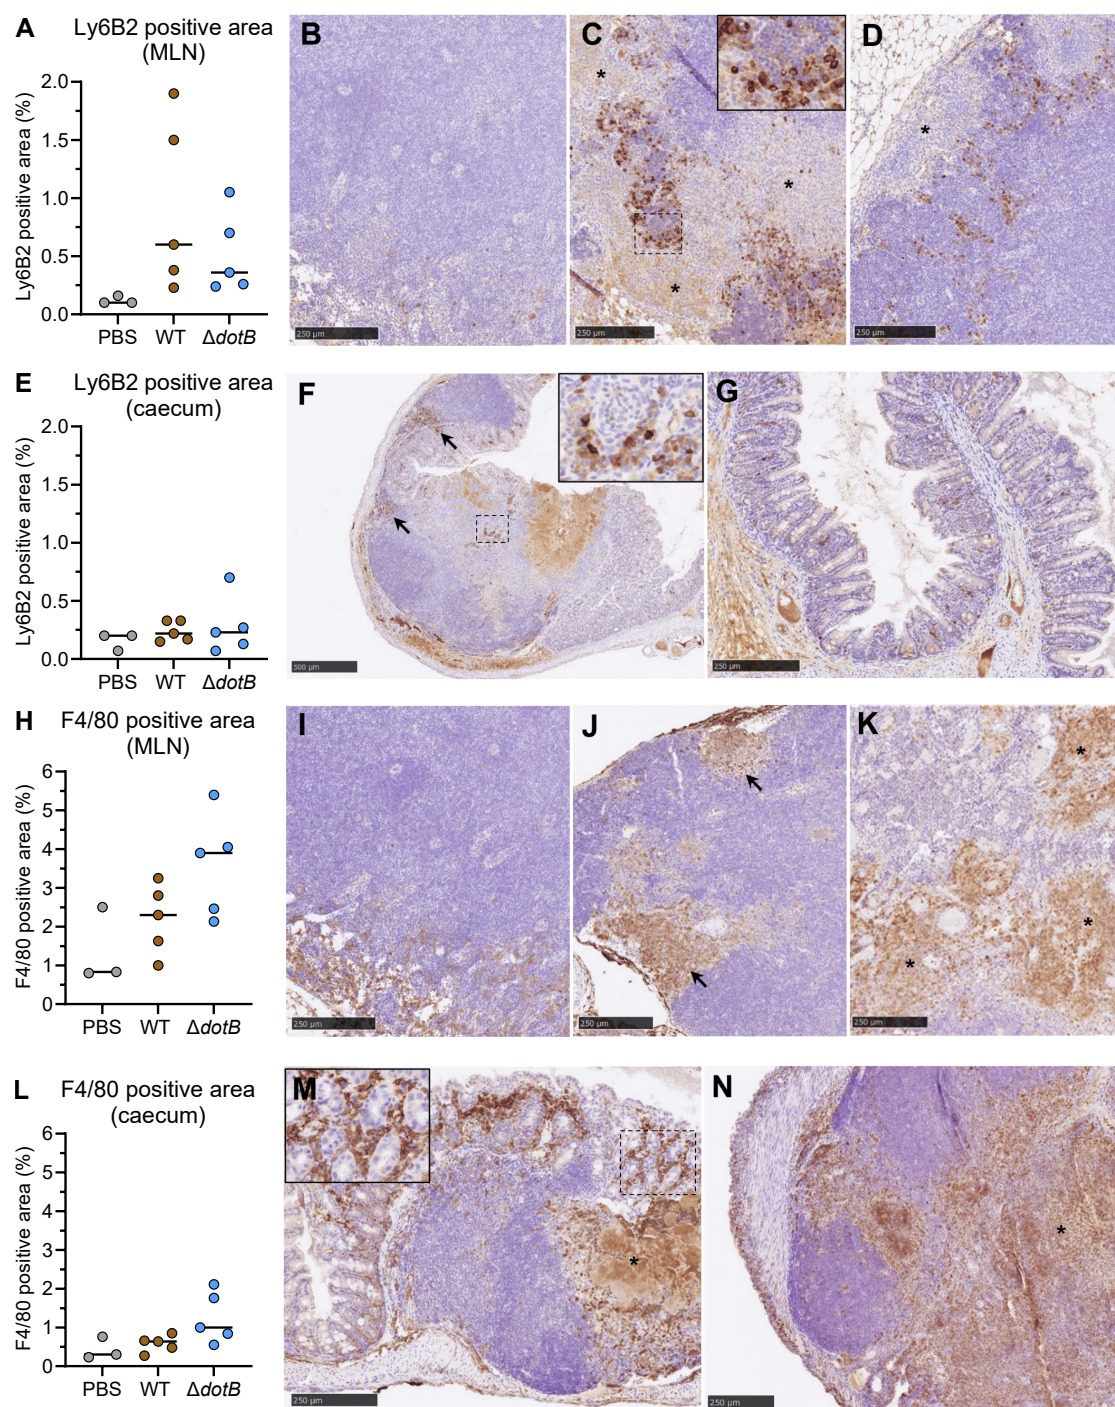 A
Ly6B2 positive area
(MLN)
Ly6B2 positive area (%)
2.0
1.5
1.0
0.5
0.0
PBS WT ΔdotB
B
250 µm
C
*
*
*
250 µm
D
*
250 µm
E
Ly6B2 positive area
(caecum)
Ly6B2 positive area (%)
2.0
1.5
1.0
0.5
0.0
PBS WT ΔdotB
F
500 µm
G
250 µm
H
F4/80 positive area
(MLN)
F4/80 positive area (%)
6
5
4
3
2
1
0
PBS WT ΔdotB
I
250 µm
J
250 µm
K
*
*
*
250 µm
L
F4/80 positive area
(caecum)
F4/80 positive area (%)
6
5
4
3
2
1
0
PBS WT ΔdotB
M
*
250 µm
N
*
250 µm